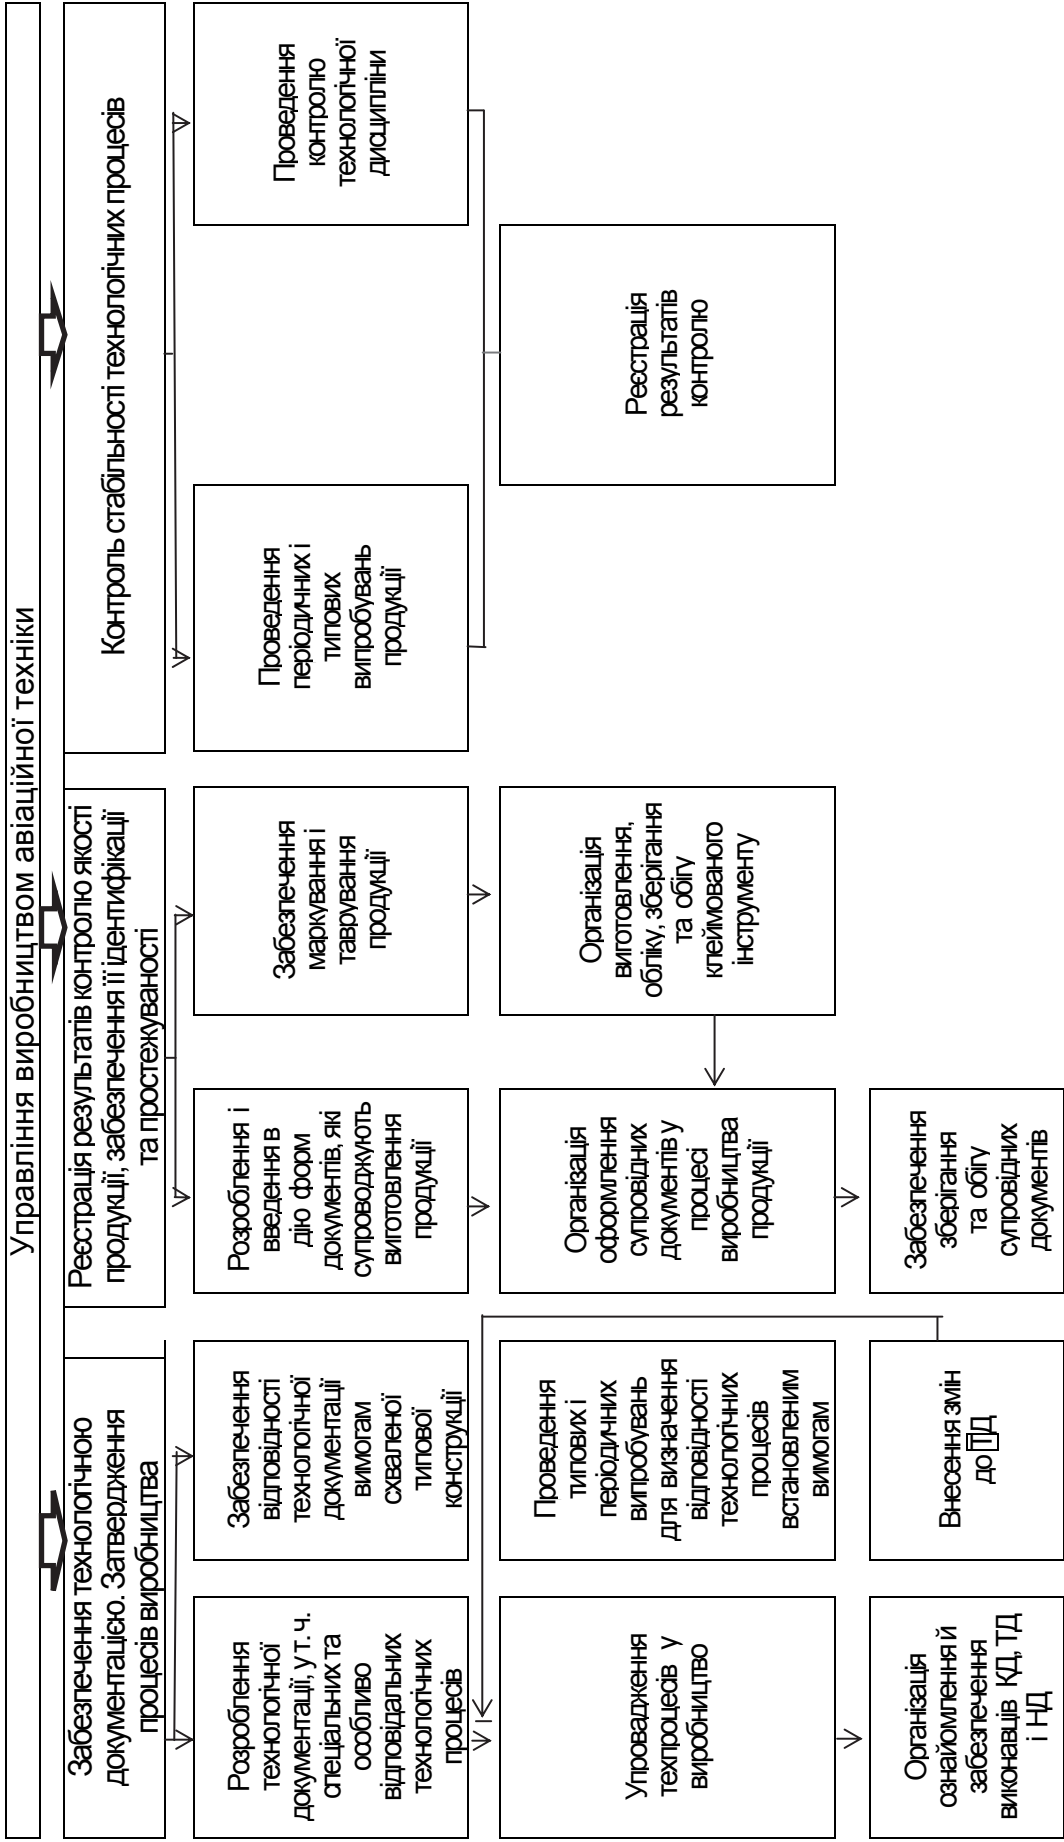 Управління виробництвом авіаційної техніки
Забезпечення технологічною
документацією. Затвердження
процесів виробництва
Реєстрація результатів контролю якості
продукції, забезпечення її ідентифікації
та простежуваності
Контроль стабільності технологічних процесів
Розроблення
технологічної
документації, у т. ч.
спеціальних та
особливо
відповідальних
технологічних
процесів
Забезпечення
відповідності
технологічної
документації
вимогам
схваленої
типової
конструкції
Розроблення і
введення в
дію форм
документів, які
супроводжують
виготовлення
продукції
Забезпечення
маркування і
таврування
продукції
Проведення
періодичних і
типових
випробувань
продукції
Проведення
контролю
технологічної
дисципліни
Упровадження
техпроцесів у
виробництво
Проведення
типових і
періодичних
випробувань
для визначення
відповідності
технологічних
процесів
встановленим
вимогам
Організація
оформлення
супровідних
документів у
процесі
виробництва
продукції
Організація
виготовлення,
обліку, зберігання
та обігу
клеймованого
інструменту
Реєстрація
результатів
контролю
Організація
ознайомлення й
забезпечення
виконавців КД, ТД
і НД
Внесення змін
до ТД
Забезпечення
зберігання
та обігу
супровідних
документів